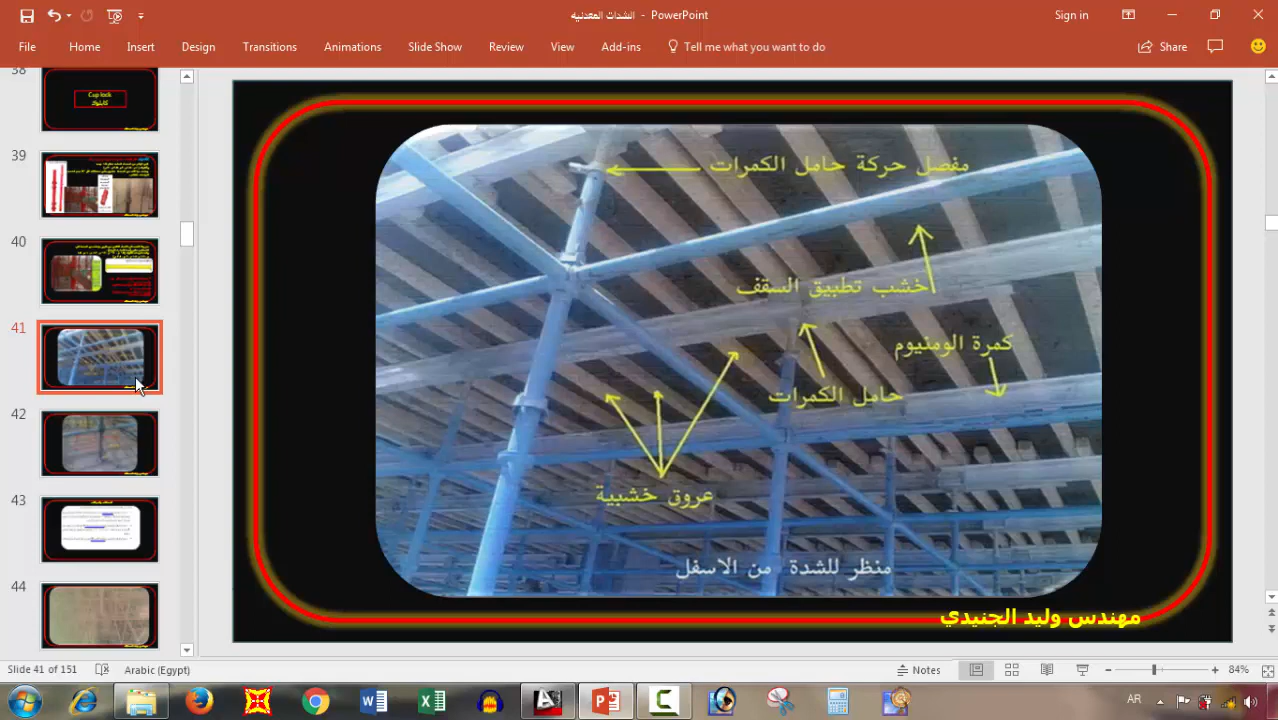 الشدات المعدنيه - PowerPoint
Sign in
File Home Insert Design Transitions Animations Slide Show Review View Add-ins Tell me what you want to do Share
38
Cup lock
39
40
41
42
43
44
مفصل حركة حامل الكمرات
خشب تطبيق السقف
كمرة الومنيوم
حامل الكمرات
عروق خشبية
منظر للشدة من الاسفل
مهندس وليد الجنيدي
Slide 41 of 151 Arabic (Egypt) Notes 84%
AR